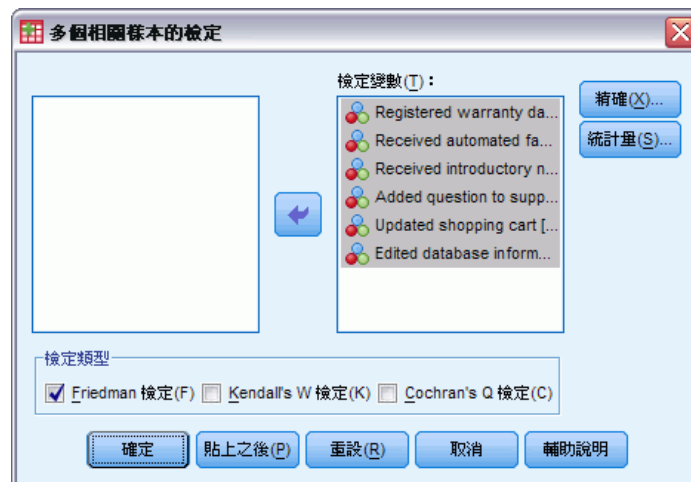 多個相關樣本的檢定
檢定變數(T)：
Registered warranty da...
Received automated fa...
Received introductory n...
Added question to supp...
Updated shopping cart [...
Edited database inform...
精確(X)...
統計量(S)...
檢定類型
Friedman 檢定(F) Kendall's W 檢定(K) Cochran's Q 檢定(C)
確定 貼上之後(P) 重設(R) 取消 輔助說明